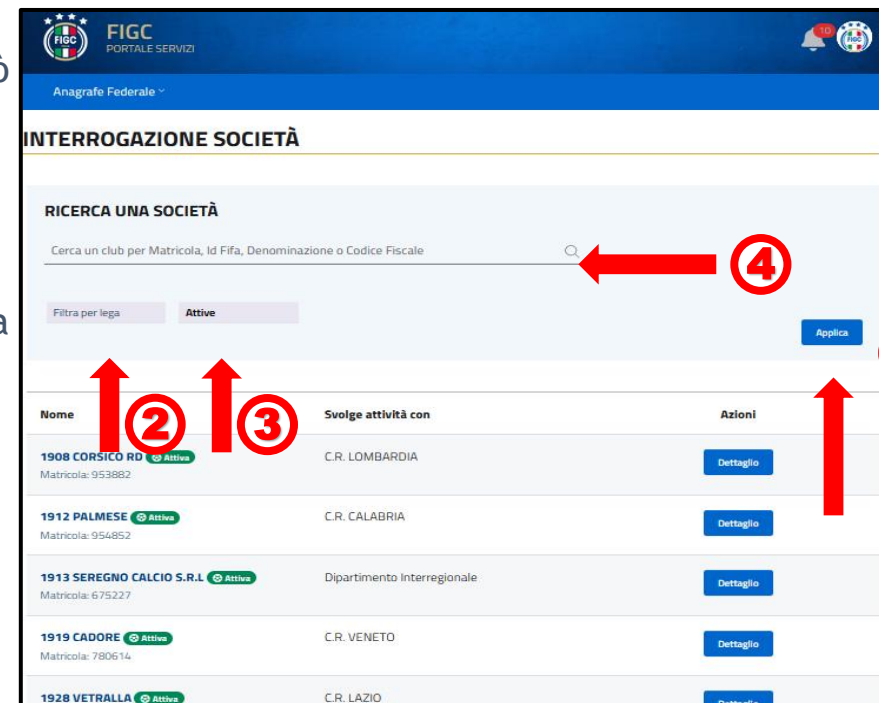 FIGC
PORTALE SERVIZI
10
FIGC
FIGC
Anagrafe Federale
INTERROGAZIONE SOCIETÀ
RICERCA UNA SOCIETÀ
Cerca un club per Matricola, Id Fifa, Denominazione o Codice Fiscale
4
Filtra per lega Attive
Applica
2 3
Nome Svolge attività con Azioni
1908 CORSICO RD Attiva C.R. LOMBARDIA Dettaglio
Matricola: 953882
1912 PALMESE Attiva C.R. CALABRIA Dettaglio
Matricola: 954852
1913 SEREGNO CALCIO S.R.L Attiva Dipartimento Interregionale Dettaglio
Matricola: 675227
1919 CADORE Attiva C.R. VENETO Dettaglio
Matricola: 780614
1928 VETRALLA Attiva C.R. LAZIO Dettaglio